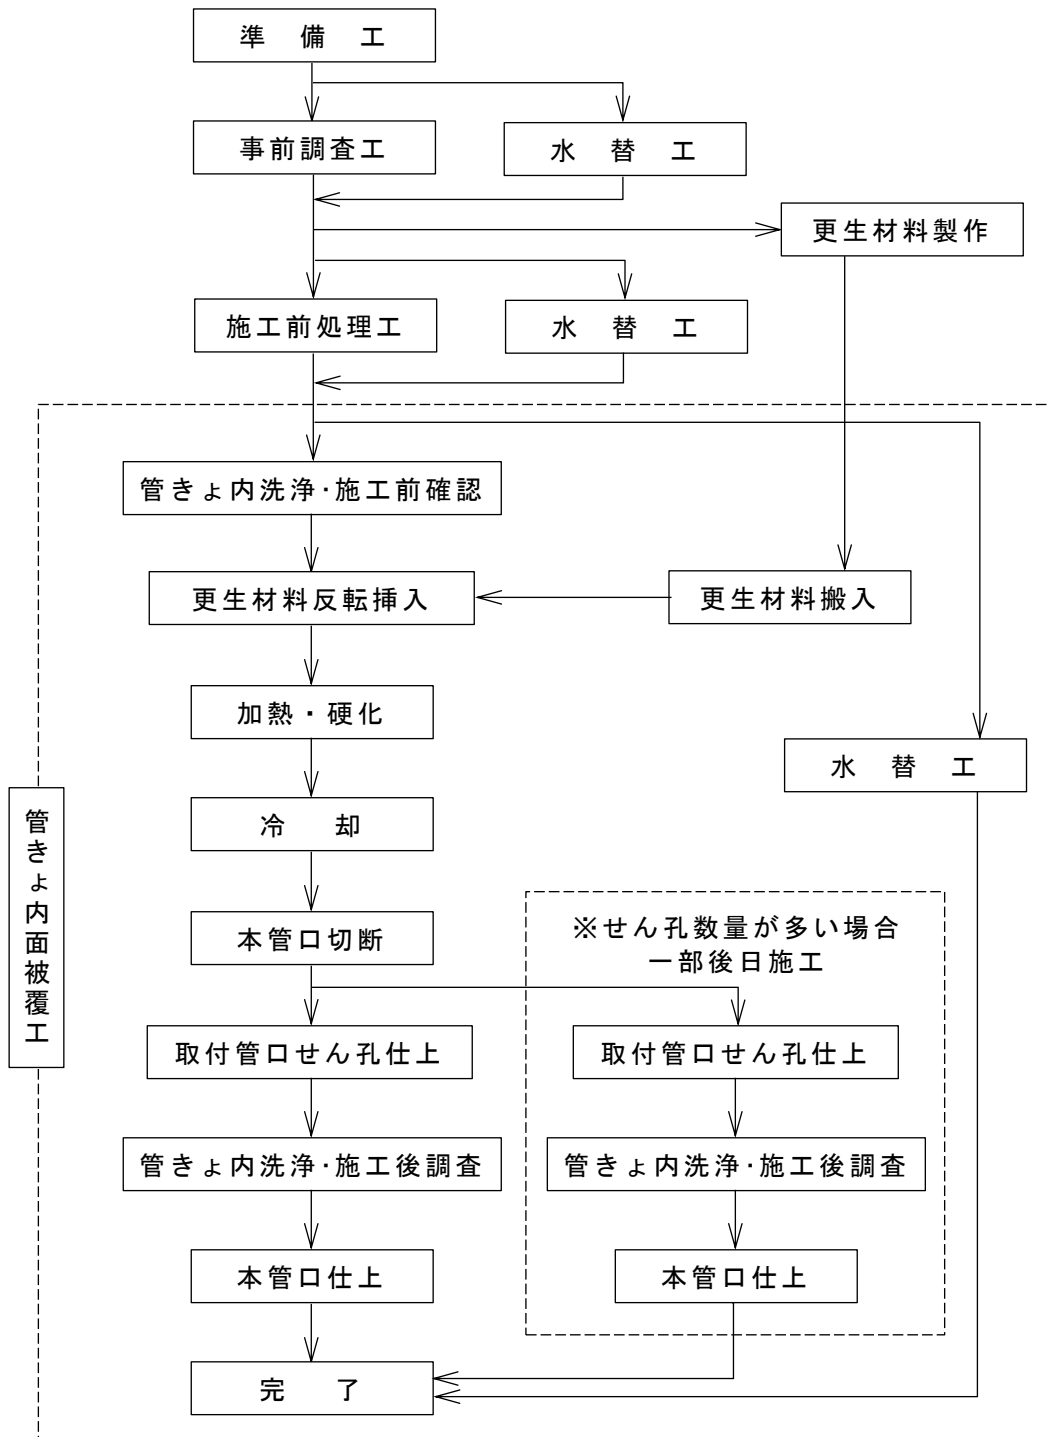 準備工
事前調査工
水替工
更生材料製作
施工前処理工
水替工
管きょ内洗浄・施工前確認
更生材料反転挿入
更生材料搬入
加熱・硬化
水替工
管きょ内面被覆工
冷却
本管口切断
※せん孔数量が多い場合
一部後日施工
取付管口せん孔仕上
取付管口せん孔仕上
管きょ内洗浄・施工後調査
管きょ内洗浄・施工後調査
本管口仕上
本管口仕上
完了